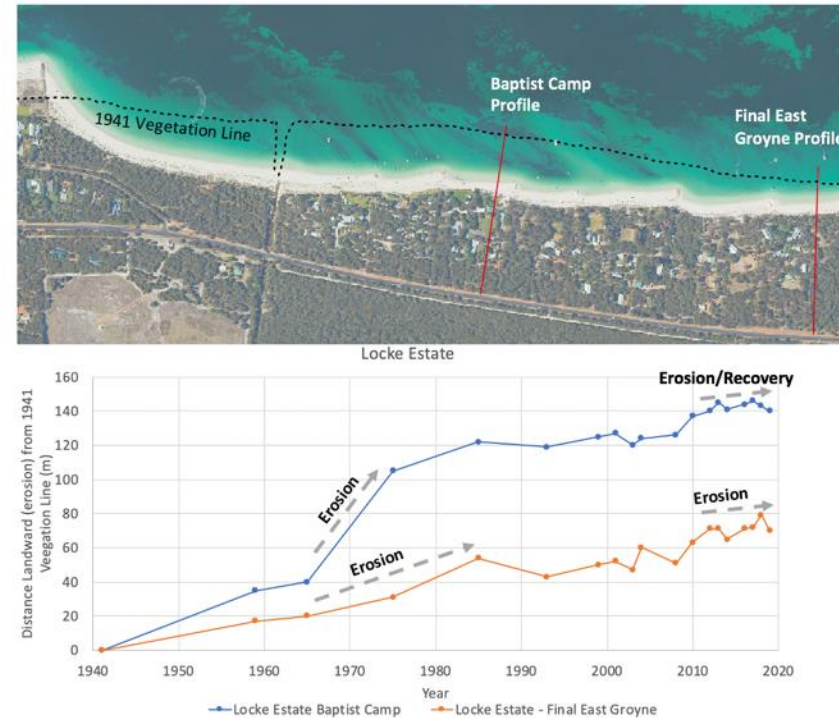 Baptist Camp
Profile
Final East
Groyne Profile
1941 Vegetation Line
Locke Estate
160
140
120
100
80
60
40
20
0
Distance Landward (erosion) from 1941
Veegation Line (m)
Erosion
Erosion
Erosion/Recovery
Erosion
1940 1950 1960 1970 1980 1990 2000 2010 2020
Year
Locke Estate Baptist Camp
Locke Estate - Final East Groyne